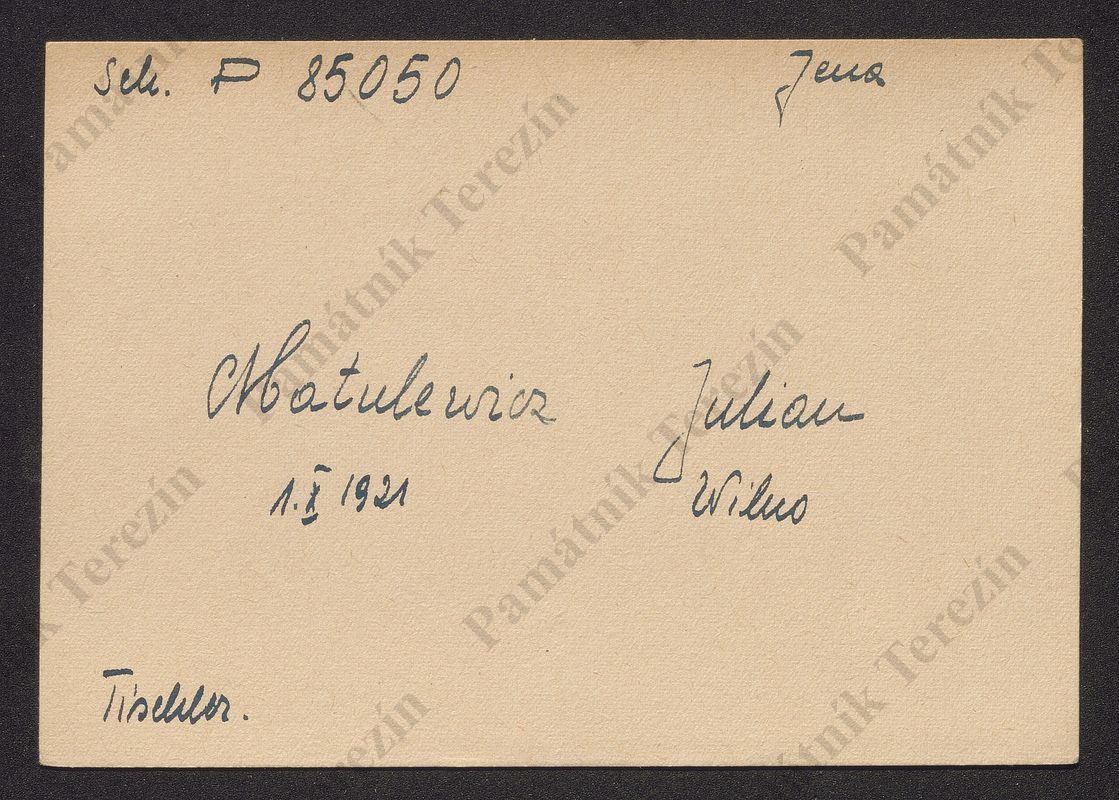 Sch. P 85050 Jena
Matulewicz Julian
1.X 1921 Wilno
Tischler.
Památník Terezín